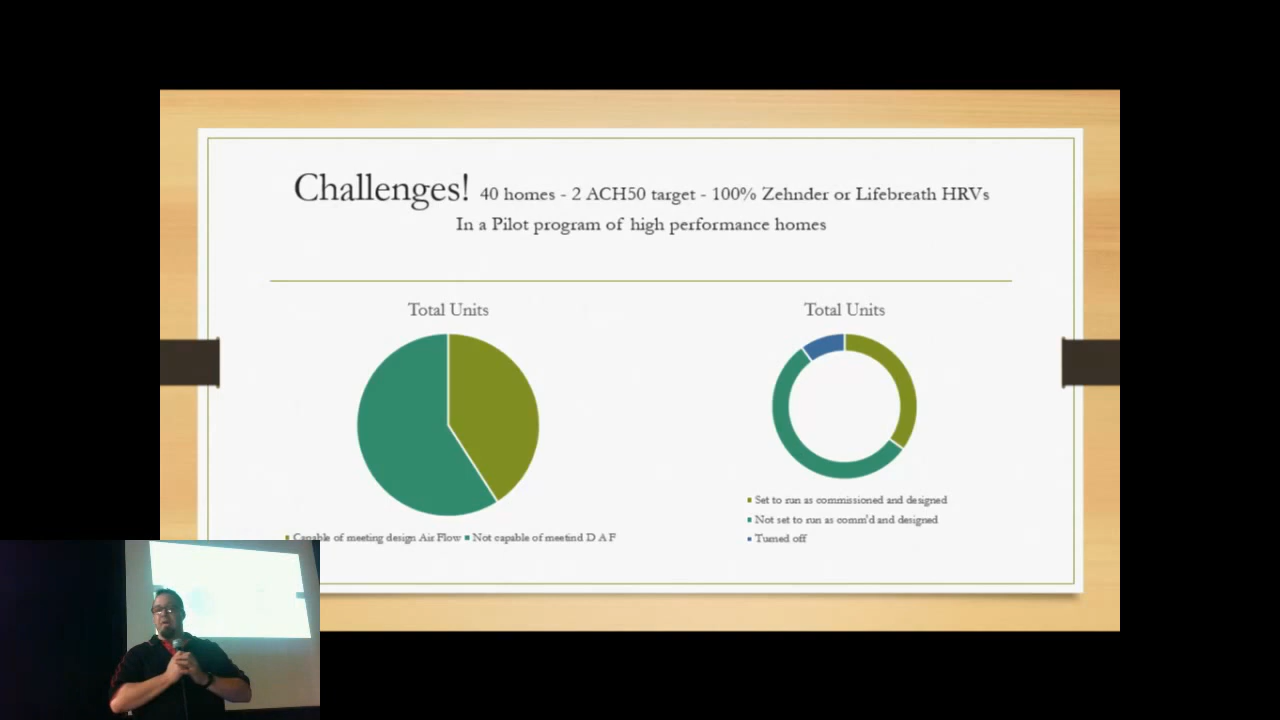 Challenges! 40 homes - 2 ACH50 target - 100% Zehnder or Lifebreath HRVs
In a Pilot program of high performance homes
Total Units
Capable of meeting design Air Flow Not capable of meetind D A F
Total Units
Set to run as commissioned and designed
Not set to run as comm'd and designed
Turned off